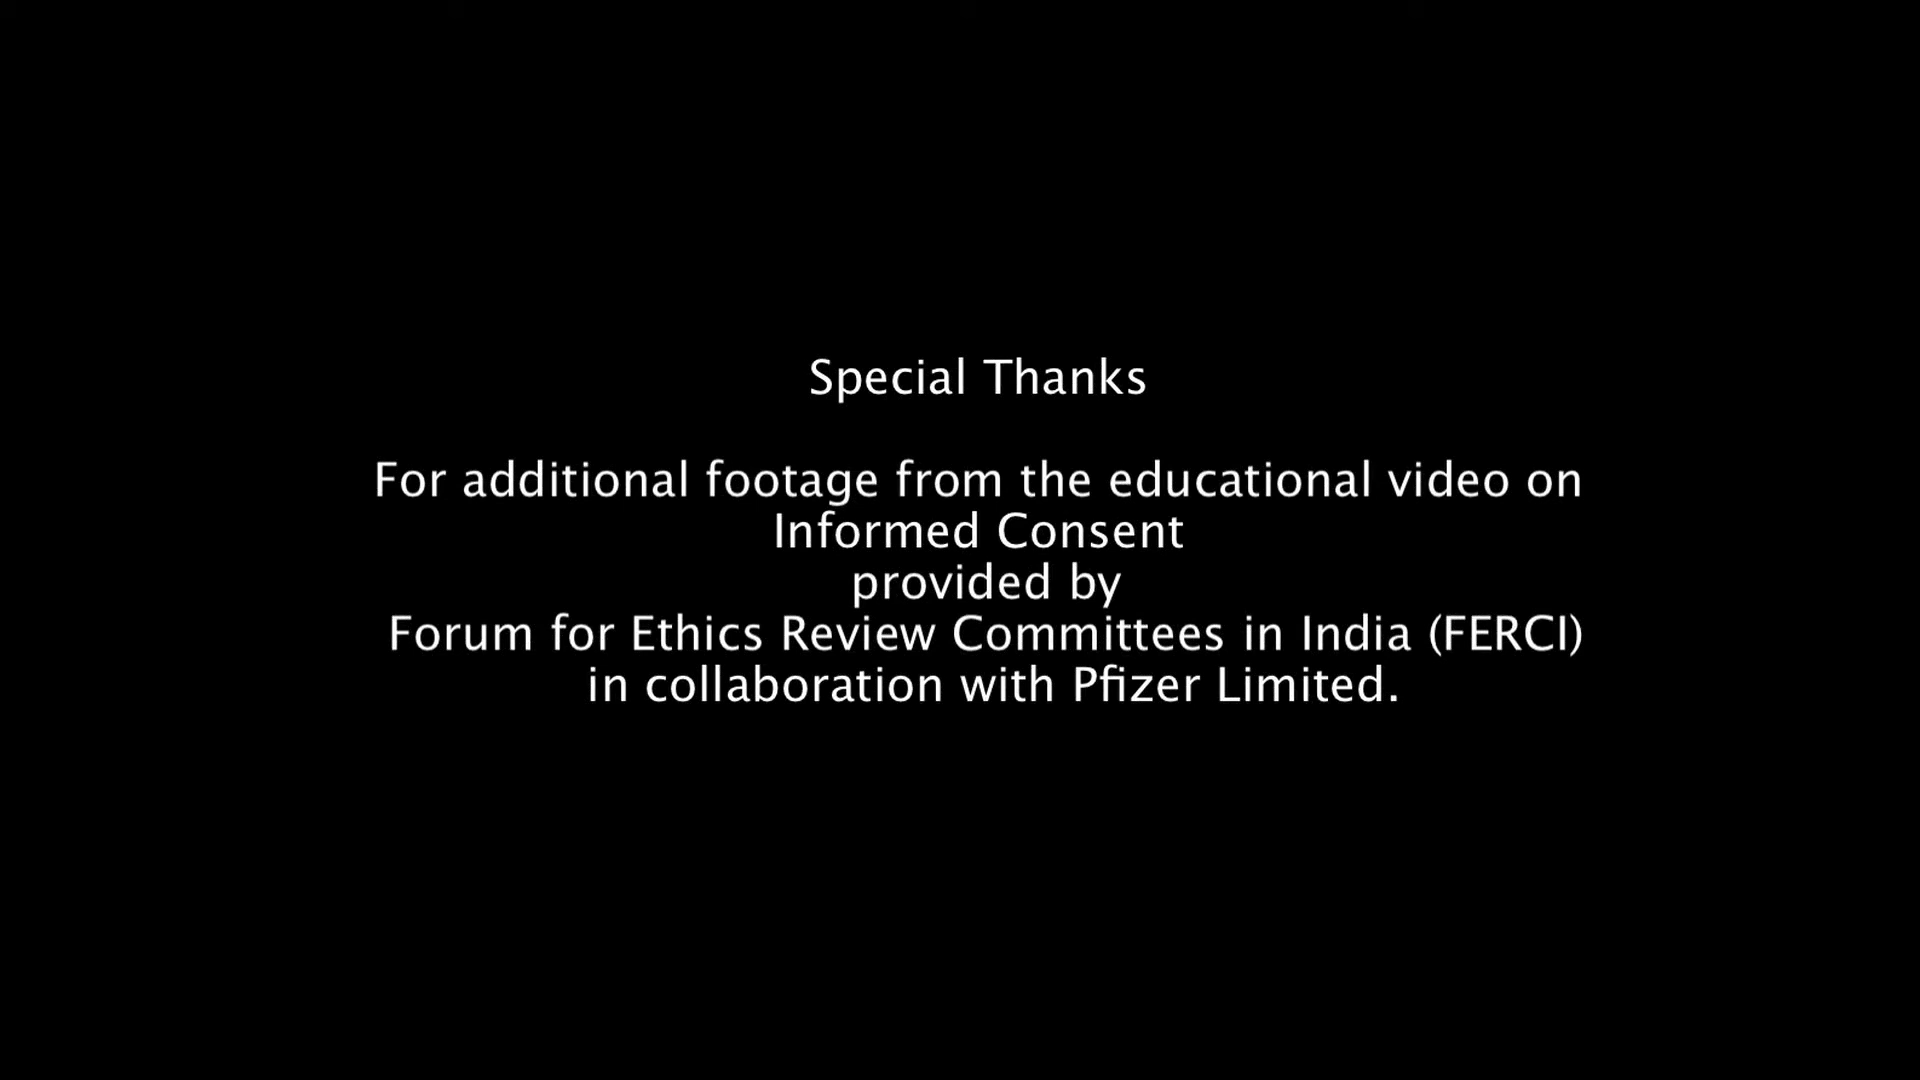 Special Thanks
For additional footage from the educational video on
Informed Consent
provided by
Forum for Ethics Review Committees in India (FERCI)
in collaboration with Pfizer Limited.